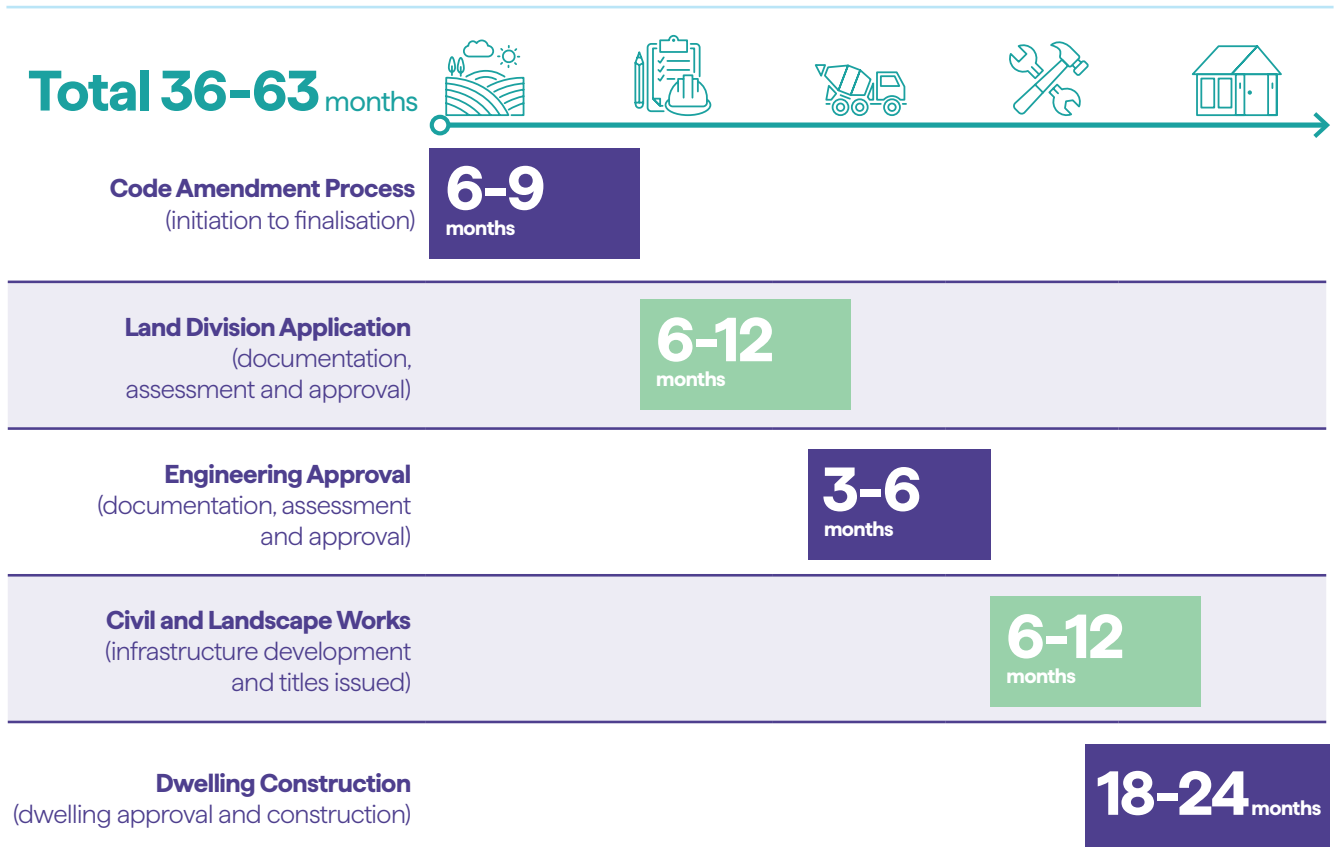 Total 36-63 months
Code Amendment Process
(initiation to finalisation)
6-9
months
Land Division Application
(documentation,
assessment and approval)
6-12
months
Engineering Approval
(documentation, assessment
and approval)
3-6
months
Civil and Landscape Works
(infrastructure development
and titles issued)
6-12
months
Dwelling Construction
(dwelling approval and construction)
18-24 months